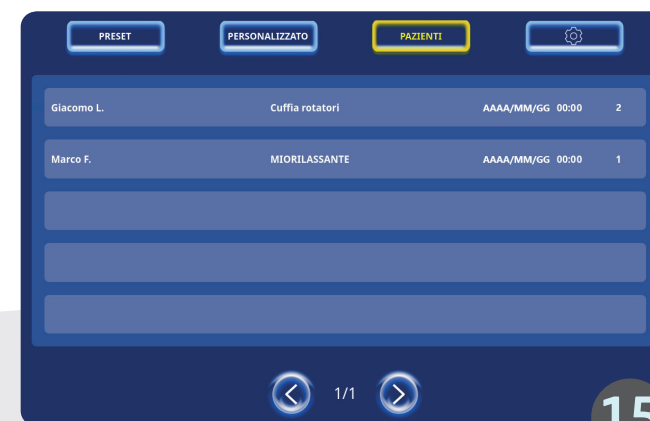 PRESET PERSONALIZZATO PAZIENTI
Giacomo L. Cuffia rotatori AAAA/MM/GG 00:00 2
Marco F. MIORILASSANTE AAAA/MM/GG 00:00 1
1/1
15